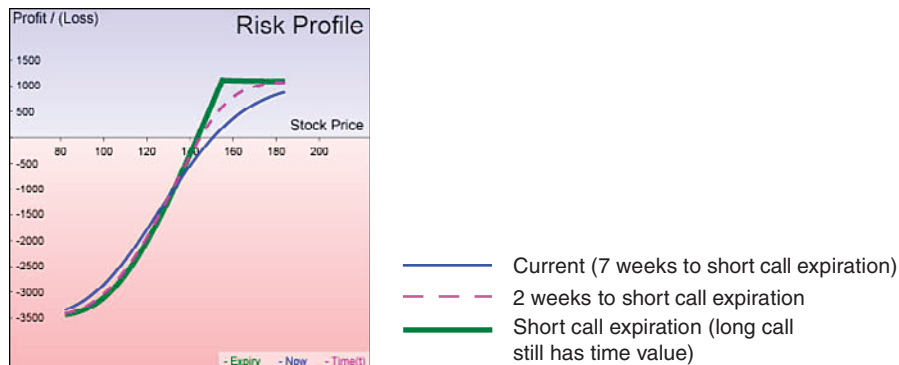 Profit / (Loss)
Risk Profile
1500
1000
500
Stock Price
80 100 120 140 160 180 200
-500
-1000
-1500
-2000
-2500
-3000
-3500
- Expiry - Now - Time(t)
Current (7 weeks to short call expiration)
2 weeks to short call expiration
Short call expiration (long call
still has time value)